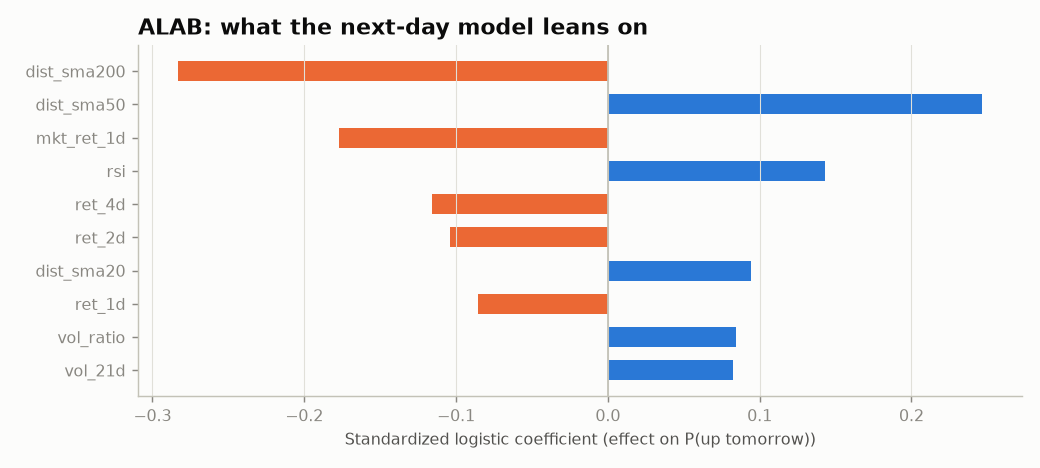 ALAB: what the next-day model leans on
dist_sma200
dist_sma50
mkt_ret_1d
rsi
ret_4d
ret_2d
dist_sma20
ret_1d
vol_ratio
vol_21d
−0.3 −0.2 −0.1 0.0 0.1 0.2
Standardized logistic coefficient (effect on P(up tomorrow))